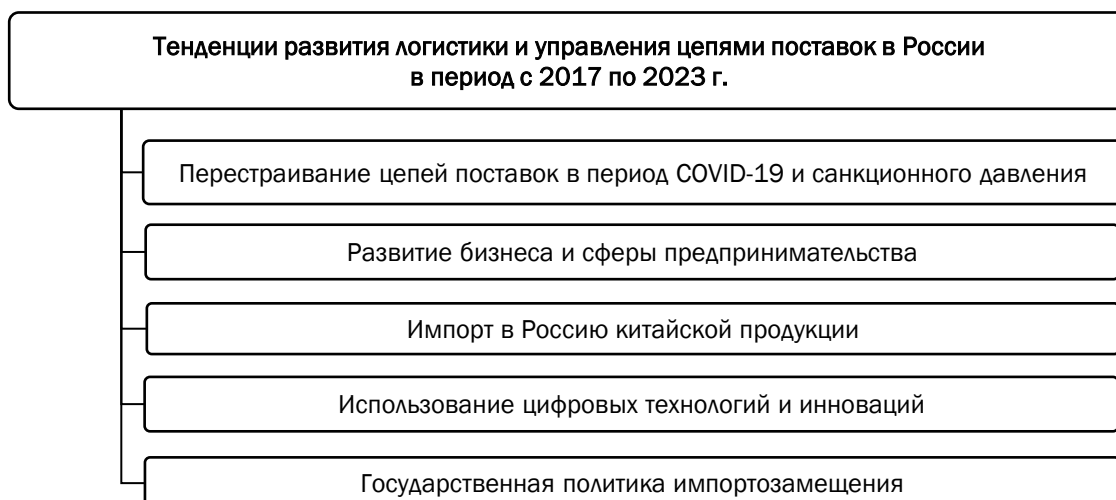 Тенденции развития логистики и управления цепями поставок в России
в период с 2017 по 2023 г.
Перестраивание цепей поставок в период COVID-19 и санкционного давления
Развитие бизнеса и сферы предпринимательства
Импорт в Россию китайской продукции
Использование цифровых технологий и инноваций
Государственная политика импортозамещения